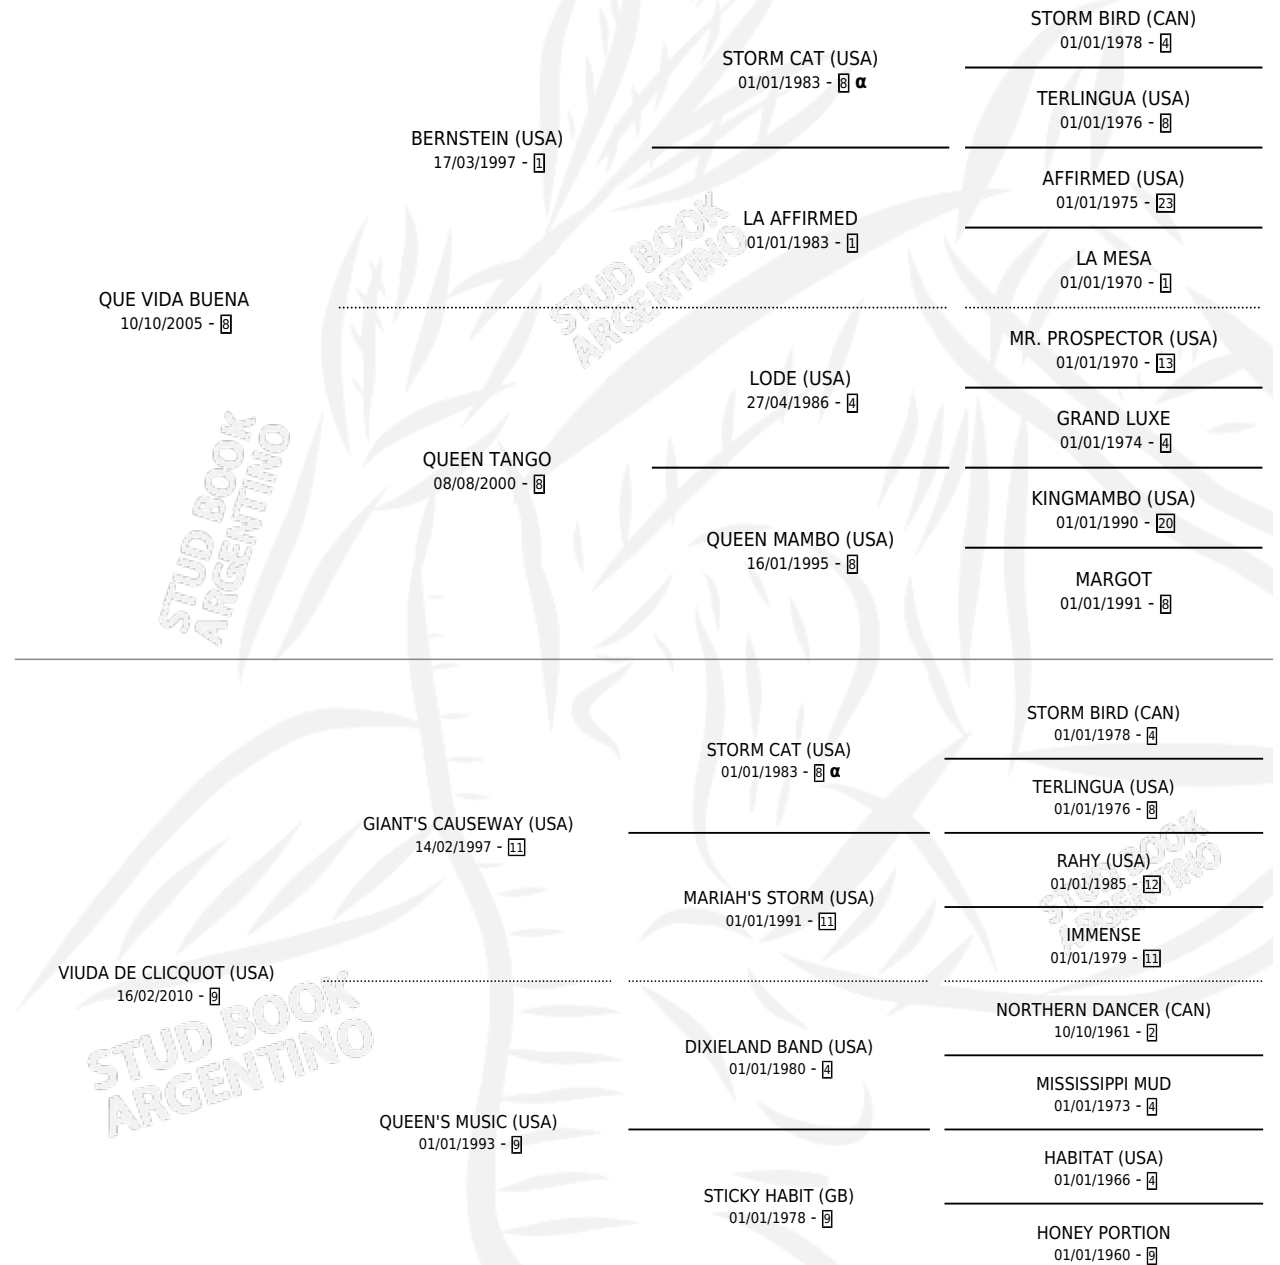 STORM BIRD (CAN)
01/01/1978 - 4
STORM CAT (USA)
01/01/1983 - 8 α
TERLINGUA (USA)
01/01/1976 - 8
BERNSTEIN (USA)
17/03/1997 - 1
AFFIRMED (USA)
01/01/1975 - 23
LA AFFIRMED
01/01/1983 - 1
LA MESA
01/01/1970 - 1
QUE VIDA BUENA
10/10/2005 - 8
MR. PROSPECTOR (USA)
01/01/1970 - 13
LODE (USA)
27/04/1986 - 4
GRAND LUXE
01/01/1974 - 4
QUEEN TANGO
08/08/2000 - 8
KINGMAMBO (USA)
01/01/1990 - 20
QUEEN MAMBO (USA)
16/01/1995 - 8
MARGOT
01/01/1991 - 8
STORM BIRD (CAN)
01/01/1978 - 4
STORM CAT (USA)
01/01/1983 - 8 α
TERLINGUA (USA)
01/01/1976 - 8
GIANT'S CAUSEWAY (USA)
14/02/1997 - 11
RAHY (USA)
01/01/1985 - 12
MARIAH'S STORM (USA)
01/01/1991 - 11
IMMENSE
01/01/1979 - 11
VIUDA DE CLICQUOT (USA)
16/02/2010 - 9
NORTHERN DANCER (CAN)
10/10/1961 - 2
DIXIELAND BAND (USA)
01/01/1980 - 4
MISSISSIPPI MUD
01/01/1973 - 4
QUEEN'S MUSIC (USA)
01/01/1993 - 9
HABITAT (USA)
01/01/1966 - 4
STICKY HABIT (GB)
01/01/1978 - 9
HONEY PORTION
01/01/1960 - 9
STUD BOOK
ARGENTINO
STUD BOOK
ARGENTINO
STUD BOOK
ARGENTINO
STUD BOOK
ARGENTINO